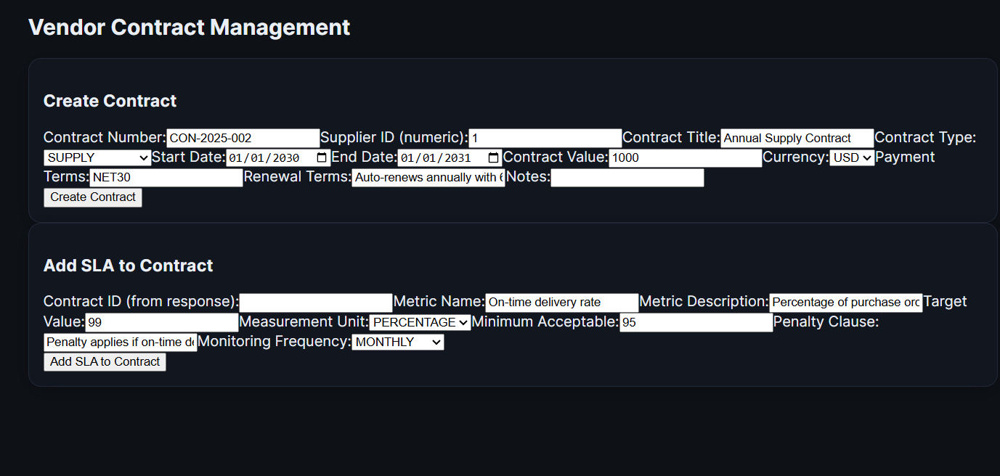 Vendor Contract Management
Create Contract
Contract Number: CON-2025-002 Supplier ID (numeric): 1 Contract Title: Annual Supply Contract Contract Type:
SUPPLY Start Date: 01/01/2030 End Date: 01/01/2031 Contract Value: 1000 Currency: USD Payment
Terms: NET30 Renewal Terms: Auto-renews annually with Notes:
Create Contract
Add SLA to Contract
Contract ID (from response): Metric Name: On-time delivery rate Metric Description: Percentage of purchase Target
Value: 99 Measurement Unit: PERCENTAGE Minimum Acceptable: 95 Penalty Clause:
Penalty applies if on-time Monitoring Frequency: MONTHLY
Add SLA to Contract